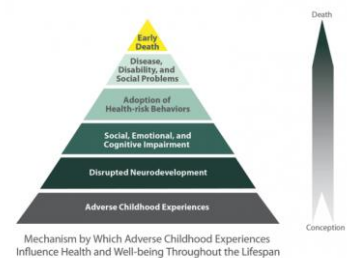 Death
Early
Death
Disease,
Disability, and
Social Problems
Adoption of
Health-risk Behaviors
Social, Emotional, and
Cognitive Impairment
Disrupted Neurodevelopment
Adverse Childhood Experiences
Conception
Mechanism by Which Adverse Childhood Experiences
Influence Health and Well-being Throughout the Lifespan